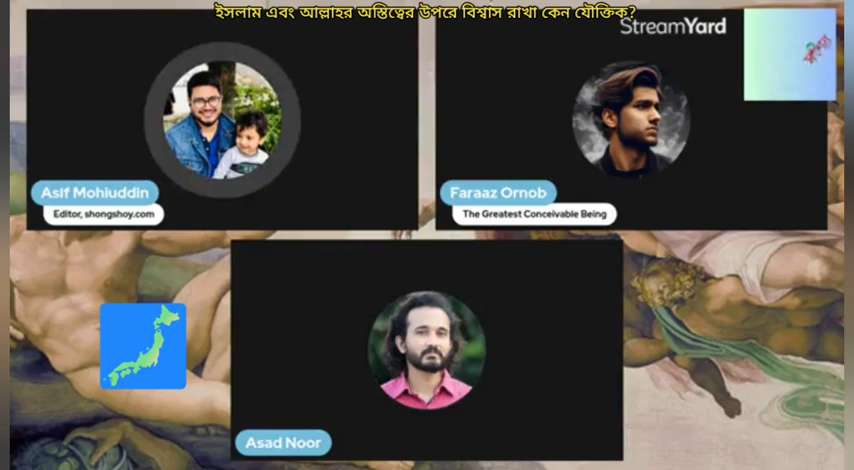 ইসলাম এবং আল্লাহর অস্তিত্বের উপরে বিশ্বাস রাখা কেন যৌক্তিক?
StreamYard
Asif Mohiuddin
Editor, shongshoy.com
Faraaz Ornob
The Greatest Conceivable Being
Asad Noor